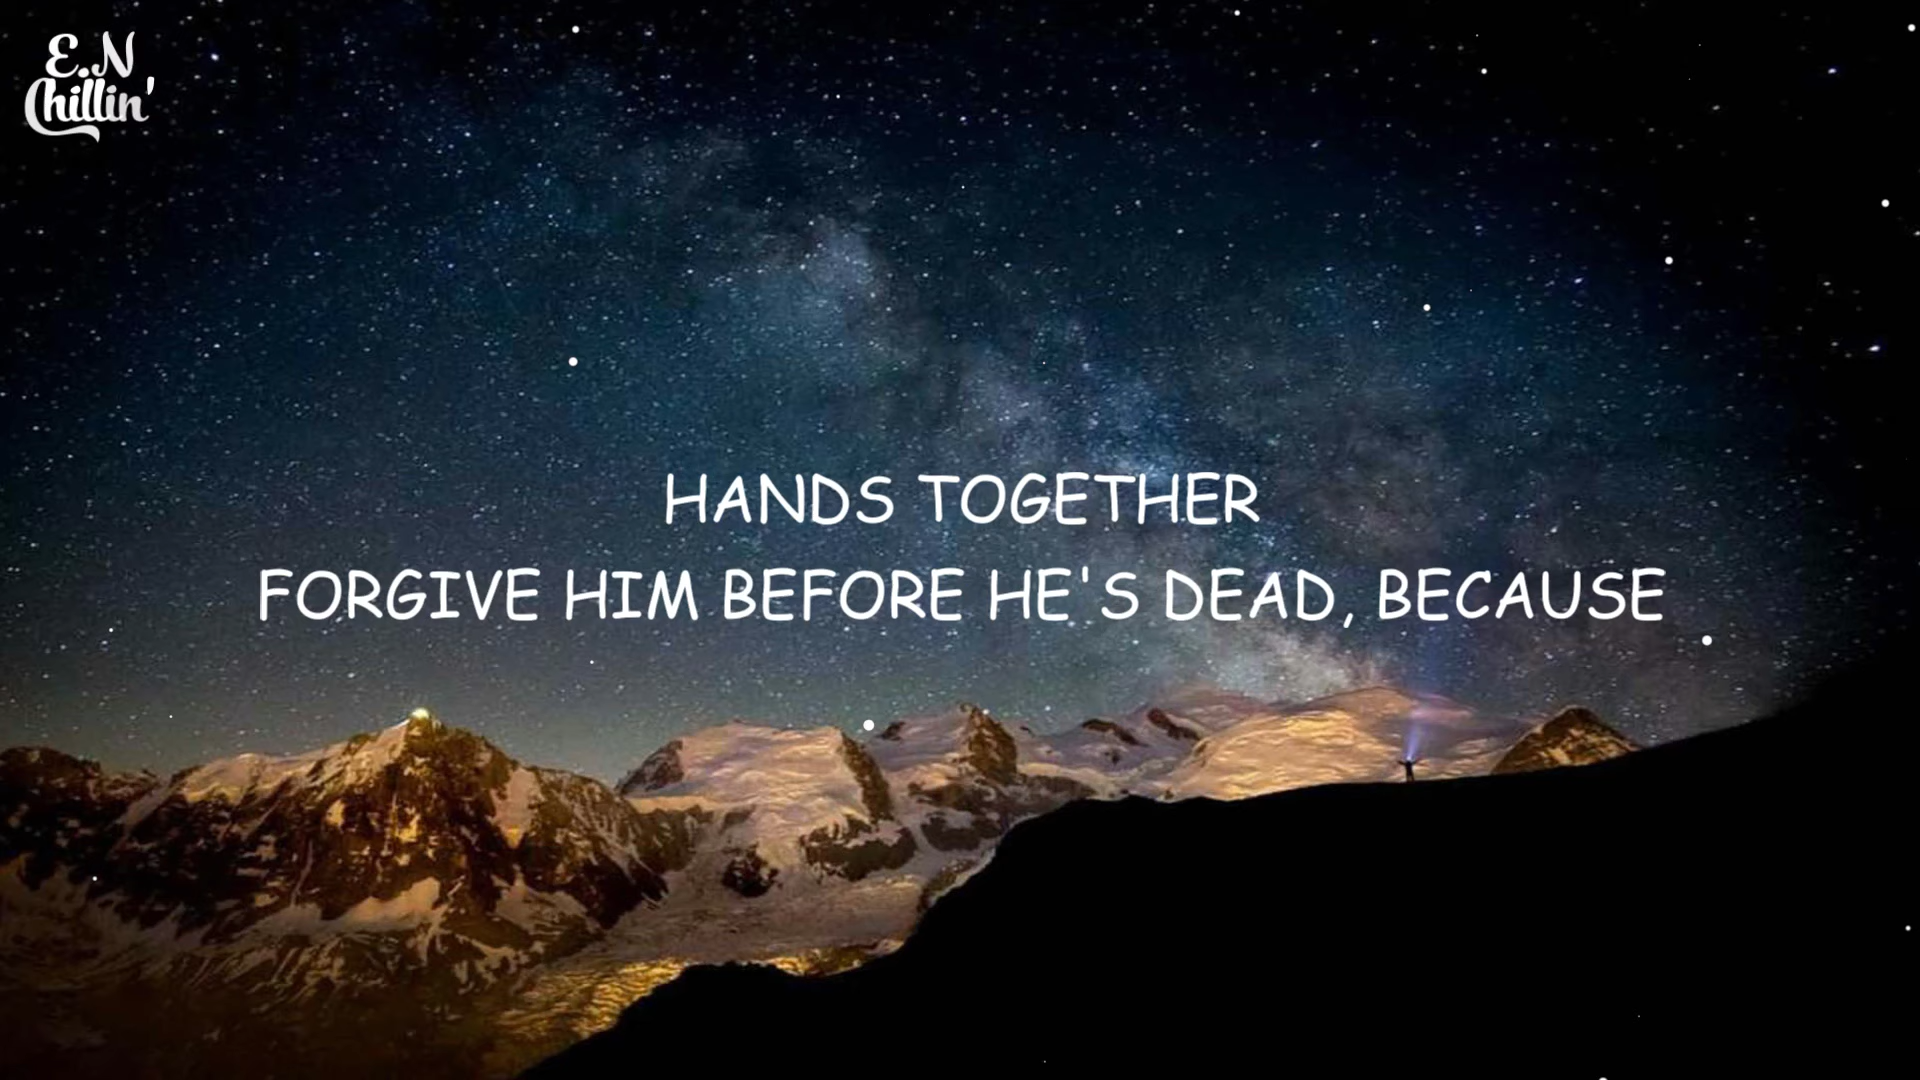 E.N
Chillin'
HANDS TOGETHER
FORGIVE HIM BEFORE HE'S DEAD, BECAUSE